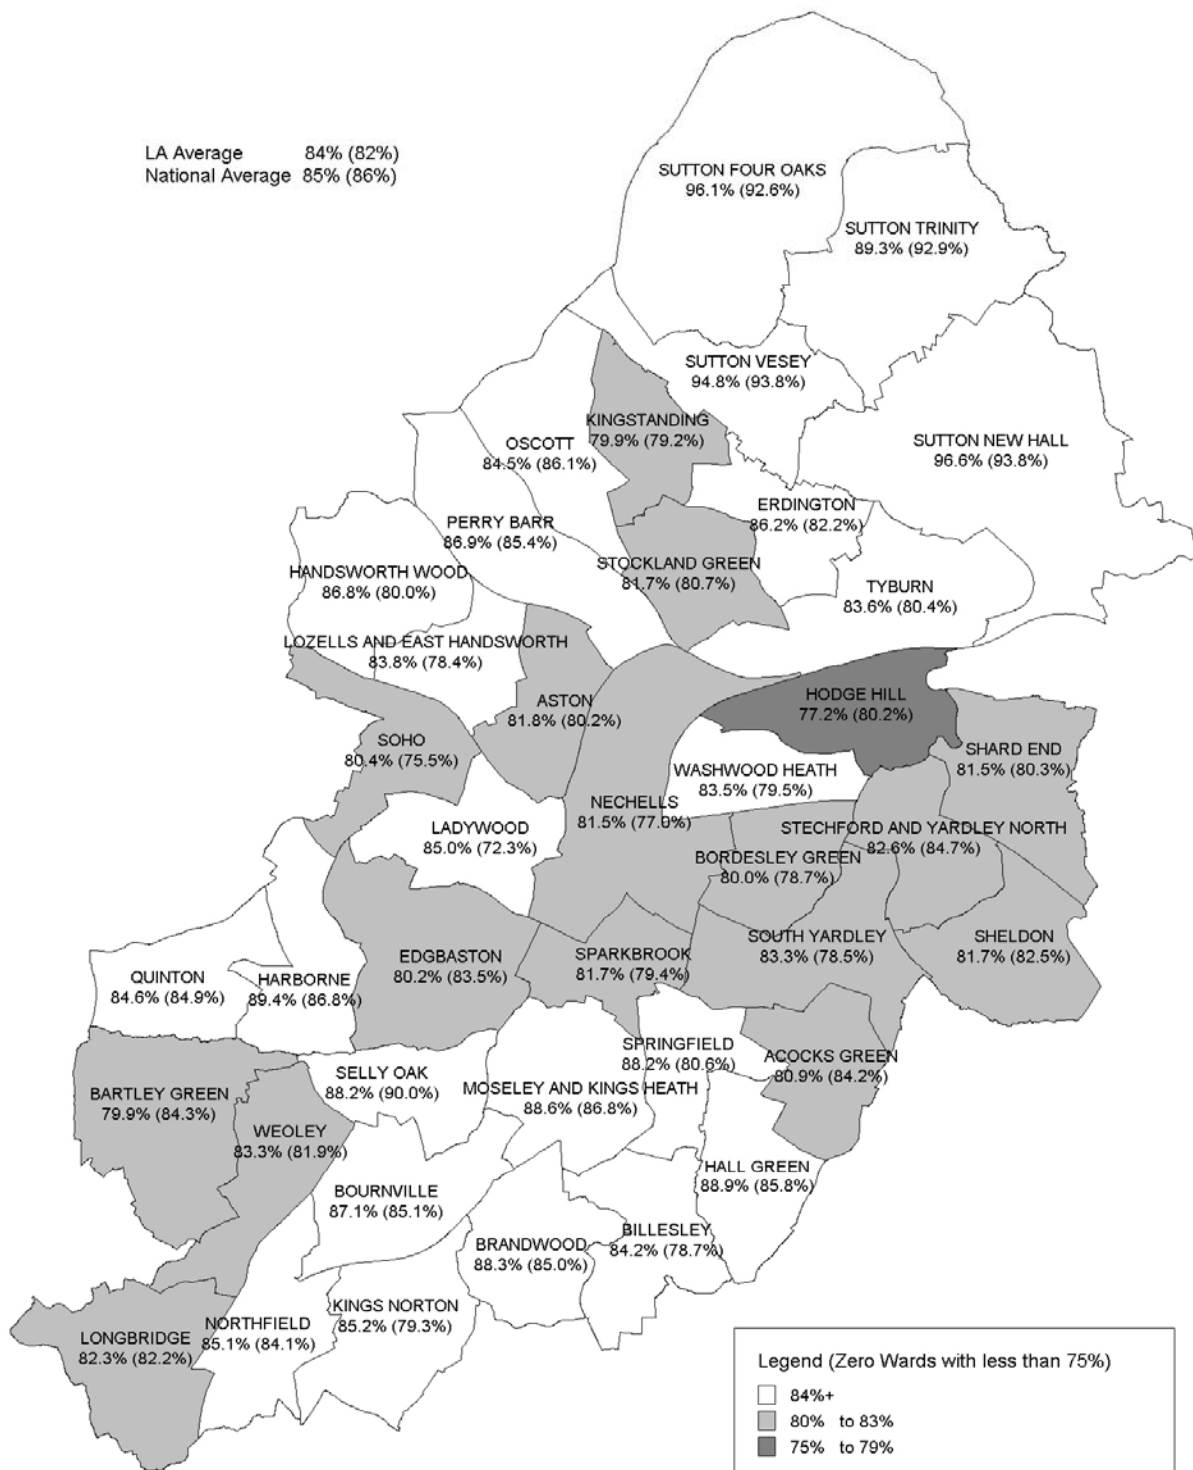 LA Average 84% (82%)
National Average 85% (86%)
SUTTON FOUR OAKS
96.1% (92.6%)
SUTTON TRINITY
89.3% (92.9%)
SUTTON VESEY
94.8% (93.8%)
KINGSTANDING
79.9% (79.2%)
OSCOTT
84.5% (86.1%)
SUTTON NEW HALL
96.6% (93.8%)
ERDINGTON
86.2% (82.2%)
PERRY BARR
86.9% (85.4%)
STOCKLAND GREEN
81.7% (80.7%)
HANDSWORTH WOOD
86.8% (80.0%)
TYBURN
83.6% (80.4%)
LOZELLS AND EAST HANDSWORTH
83.8% (78.4%)
HODGE HILL
77.2% (80.2%)
ASTON
81.8% (80.2%)
SOHO
80.4% (75.5%)
SHARD END
81.5% (80.3%)
WASHWOOD HEATH
83.5% (79.5%)
NECHELLS
81.5% (77.0%)
LADYWOOD
85.0% (72.3%)
STECHFORD AND YARDLEY NORTH
82.6% (84.7%)
BORDESLEY GREEN
80.0% (78.7%)
SOUTH YARDLEY
83.3% (78.5%)
SHELDON
81.7% (82.5%)
EDGBASTON
80.2% (83.5%)
SPARKBROOK
81.7% (79.4%)
QUINTON
84.6% (84.9%)
HARBORNE
89.4% (86.8%)
SPRINGFIELD
88.2% (80.6%)
ACOCKS GREEN
80.9% (84.2%)
SELLY OAK
88.2% (90.0%)
MOSELEY AND KINGS HEATH
88.6% (86.8%)
BARTLEY GREEN
79.9% (84.3%)
WEOLEY
83.3% (81.9%)
HALL GREEN
88.9% (85.8%)
BOURNVILLE
87.1% (85.1%)
BILLESLEY
84.2% (78.7%)
BRANDWOOD
88.3% (85.0%)
KINGS NORTON
85.2% (79.3%)
NORTHFIELD
85.1% (84.1%)
LONGBRIDGE
82.3% (82.2%)
Legend (Zero Wards with less than 75%)
84%+
80% to 83%
75% to 79%